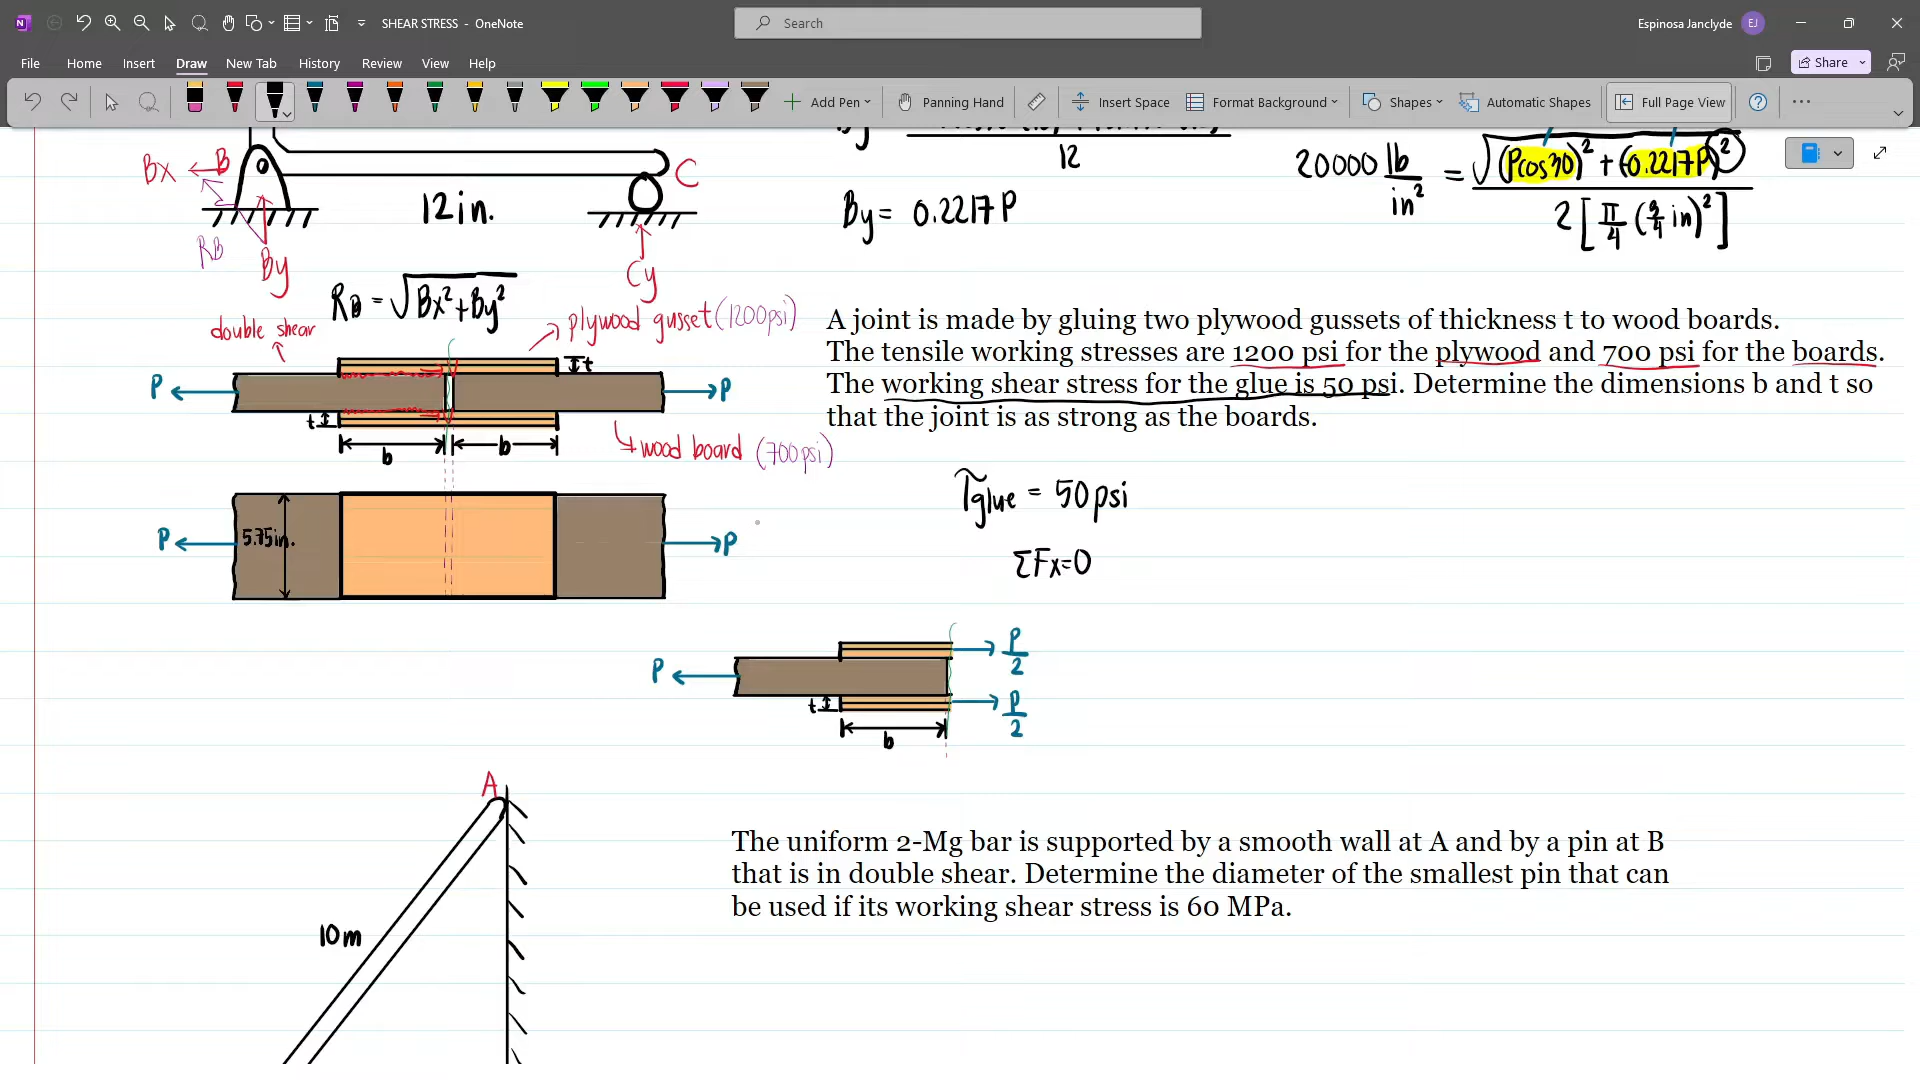 SHEAR STRESS - OneNote
Search
Espinosa Janclyde
EJ
File Home Insert Draw New Tab History Review View Help
Share
Add Pen
Panning Hand
Insert Space
Format Background
Shapes
Automatic Shapes
Full Page View
12
Bx
B
C
12 in.
RB
By
Cy
By = 0.2217 P
20000 lb/in² = √(Pcos30)² + (0.2217P)²
2 [π/4 (3/4 in)²]
RB = √Bx² + By²
double shear
plywood gusset (1200psi)
P
t
P
t
b
b
wood board (700psi)
A joint is made by gluing two plywood gussets of thickness t to wood boards.
The tensile working stresses are 1200 psi for the plywood and 700 psi for the boards.
The working shear stress for the glue is 50 psi. Determine the dimensions b and t so
that the joint is as strong as the boards.
τglue = 50psi
ΣFx=0
P
5.75in.
P
P
P/2
P/2
t
b
A
10m
The uniform 2-Mg bar is supported by a smooth wall at A and by a pin at B
that is in double shear. Determine the diameter of the smallest pin that can
be used if its working shear stress is 60 MPa.